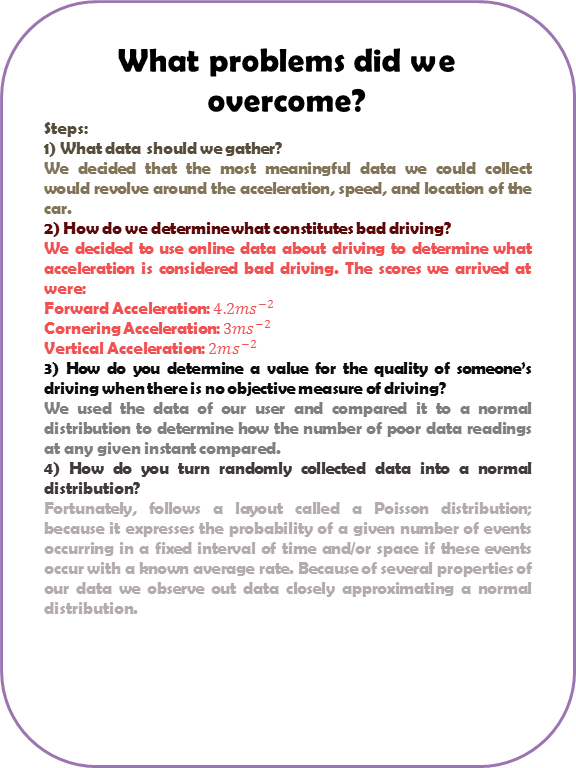 What problems did we
overcome?
Steps:
1) What data should we gather?
We decided that the most meaningful data we could collect
would revolve around the acceleration, speed, and location of the
car.
2) How do we determine what constitutes bad driving?
We decided to use online data about driving to determine what
acceleration is considered bad driving. The scores we arrived at
were:
Forward Acceleration: 4.2ms⁻²
Cornering Acceleration: 3ms⁻²
Vertical Acceleration: 2ms⁻²
3) How do you determine a value for the quality of someone's
driving when there is no objective measure of driving?
We used the data of our user and compared it to a normal
distribution to determine how the number of poor data readings
at any given instant compared.
4) How do you turn randomly collected data into a normal
distribution?
Fortunately, follows a layout called a Poisson distribution;
because it expresses the probability of a given number of events
occurring in a fixed interval of time and/or space if these events
occur with a known average rate. Because of several properties of
our data we observe out data closely approximating a normal
distribution.